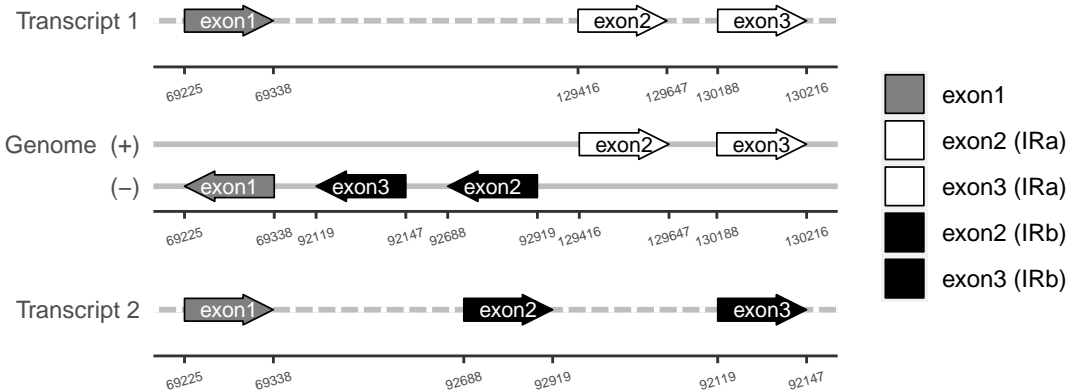 Transcript 1 exon1 exon2 exon3
69225 69338 129416 129647 130188 130216
Genome (+) exon2 exon3
(−) exon1 exon3 exon2
69225 69338 92119 92147 92688 92919 129416 129647 130188 130216
Transcript 2 exon1 exon2 exon3
69225 69338 92688 92919 92119 92147
exon1
exon2 (IRa)
exon3 (IRa)
exon2 (IRb)
exon3 (IRb)